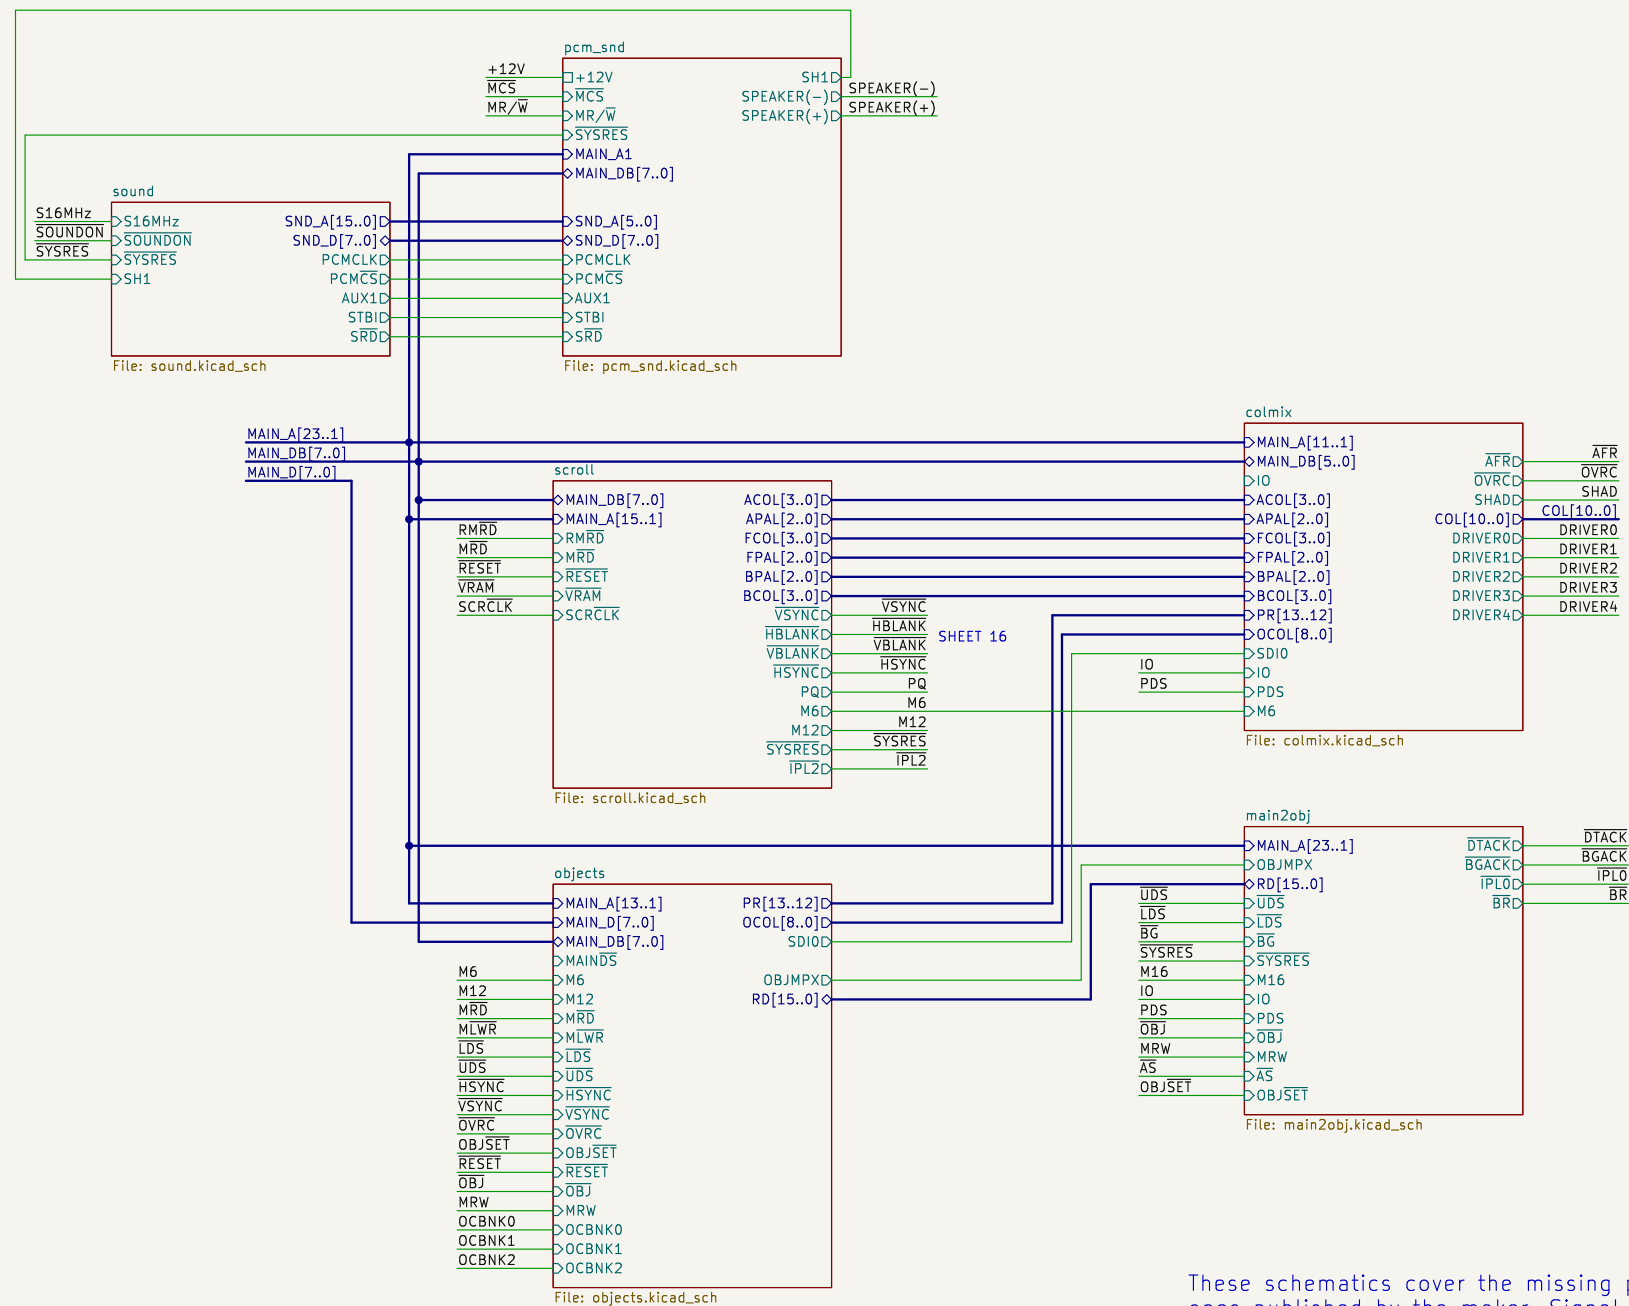 pcm_snd
+12V
MCS
MR/W
+12V
MCS
MR/W
SYSRES
MAIN_A1
MAIN_DB[7..0]
SND_A[5..0]
SND_D[7..0]
PCMCLK
PCMCS
AUX1
STBI
SRD
SH1
SPEAKER(-)
SPEAKER(+)
SPEAKER(-)
SPEAKER(+)
File: pcm_snd.kicad_sch
sound
S16MHz
SOUNDON
SYSRES
S16MHz
SOUNDON
SYSRES
SH1
SND_A[15..0]
SND_D[7..0]
PCMCLK
PCMCS
AUX1
STBI
SRD
File: sound.kicad_sch
MAIN_A[23..1]
MAIN_DB[7..0]
MAIN_D[7..0]
scroll
RMRD
MRD
RESET
VRAM
SCRCLK
MAIN_DB[7..0]
MAIN_A[15..1]
RMRD
MRD
RESET
VRAM
SCRCLK
ACOL[3..0]
APAL[2..0]
FCOL[3..0]
FPAL[2..0]
BPAL[2..0]
BCOL[3..0]
VSYNC
HBLANK
VBLANK
HSYNC
PQ
M6
M12
SYSRES
IPL2
VSYNC
HBLANK
VBLANK
HSYNC
PQ
M6
M12
SYSRES
IPL2
SHEET 16
File: scroll.kicad_sch
colmix
IO
PDS
MAIN_A[11..1]
MAIN_DB[5..0]
IO
ACOL[3..0]
APAL[2..0]
FCOL[3..0]
FPAL[2..0]
BPAL[2..0]
BCOL[3..0]
PR[13..12]
OCOL[8..0]
SDI0
IO
PDS
M6
AFR
OVRC
SHAD
COL[10..0]
DRIVER0
DRIVER1
DRIVER2
DRIVER3
DRIVER4
AFR
OVRC
SHAD
COL[10..0]
DRIVER0
DRIVER1
DRIVER2
DRIVER3
DRIVER4
File: colmix.kicad_sch
objects
M6
M12
MRD
MLWR
LDS
UDS
HSYNC
VSYNC
OVRC
OBJSET
RESET
OBJ
MRW
OCBNK0
OCBNK1
OCBNK2
MAIN_A[13..1]
MAIN_D[7..0]
MAIN_DB[7..0]
MAINDS
M6
M12
MRD
MLWR
LDS
UDS
HSYNC
VSYNC
OVRC
OBJSET
RESET
OBJ
MRW
OCBNK0
OCBNK1
OCBNK2
PR[13..12]
OCOL[8..0]
SDI0
OBJMPX
RD[15..0]
File: objects.kicad_sch
main2obj
UDS
LDS
BG
SYSRES
M16
IO
PDS
OBJ
MRW
AS
OBJSET
MAIN_A[23..1]
OBJMPX
RD[15..0]
UDS
LDS
BG
SYSRES
M16
IO
PDS
OBJ
MRW
AS
OBJSET
DTACK
BGACK
IPL0
BR
DTACK
BGACK
IPL0
BR
File: main2obj.kicad_sch
These schematics cover the missing
once published by the maker. Signal